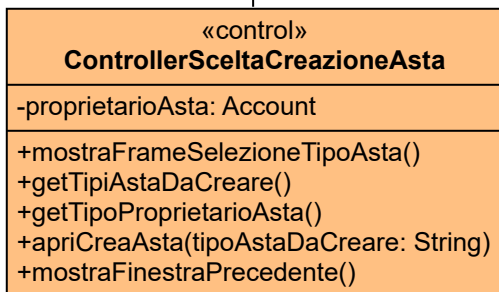 «control»
ControllerSceltaCreazioneAsta
-proprietarioAsta: Account
+mostraFrameSelezioneTipoAsta()
+getTipiAstaDaCreare()
+getTipoProprietarioAsta()
+apriCreaAsta(tipoAstaDaCreare: String)
+mostraFinestraPrecedente()